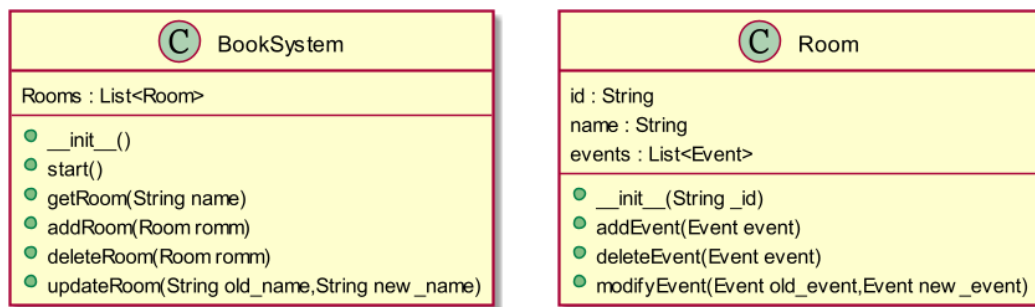 C BookSystem
Rooms : List<Room>
__init__()
start()
getRoom(String name)
addRoom(Room romm)
deleteRoom(Room romm)
updateRoom(String old_name,String new_name)
C Room
id : String
name : String
events : List<Event>
__init__(String _id)
addEvent(Event event)
deleteEvent(Event event)
modifyEvent(Event old_event,Event new_event)